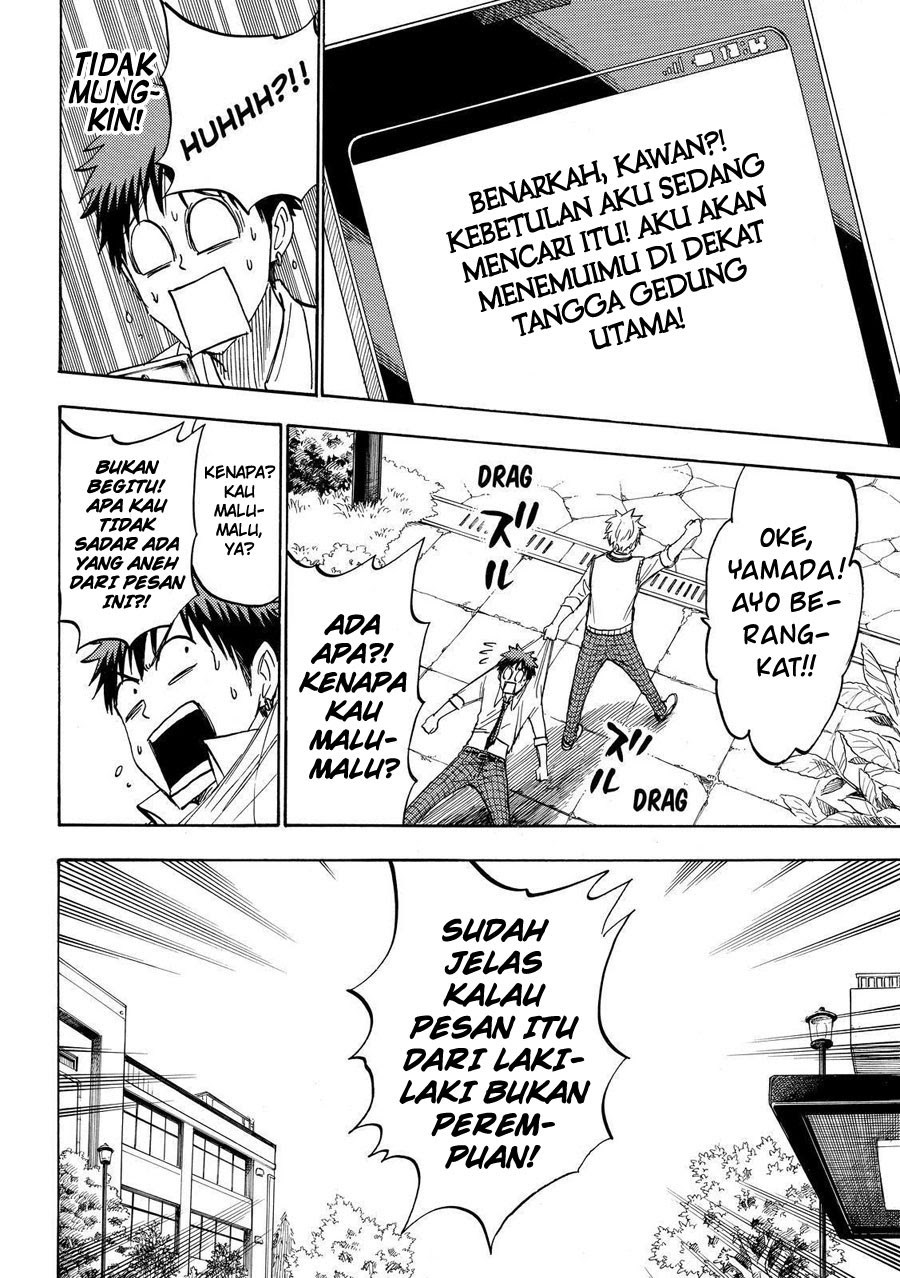 BENARKAH, KAWAN?!
KEBETULAN AKU SEDANG
MENCARI ITU! AKU AKAN
MENEMUIMU DI DEKAT
TANGGA GEDUNG
UTAMA!
HUHHH?!!
TIDAK
MUNG-
KIN!
OKE,
YAMADA!
AYO BE-
RANG-
KAT!!
DRAG
ズル
ズル
DRAG
ADA
APA?!
KENAPA
KAU
MALU-
MALU?
KENAPA?
KAU
MALU-
MALU,
YA?
BUKAN
BEGITU!
APA KAU
TIDAK
SADAR ADA
YANG ANEH
DARI PESAN
INI?!
SUDAH
JELAS
KALAU
PESAN ITU
DARI LAKI-
LAKI BUKAN
PEREM-
PUAN!